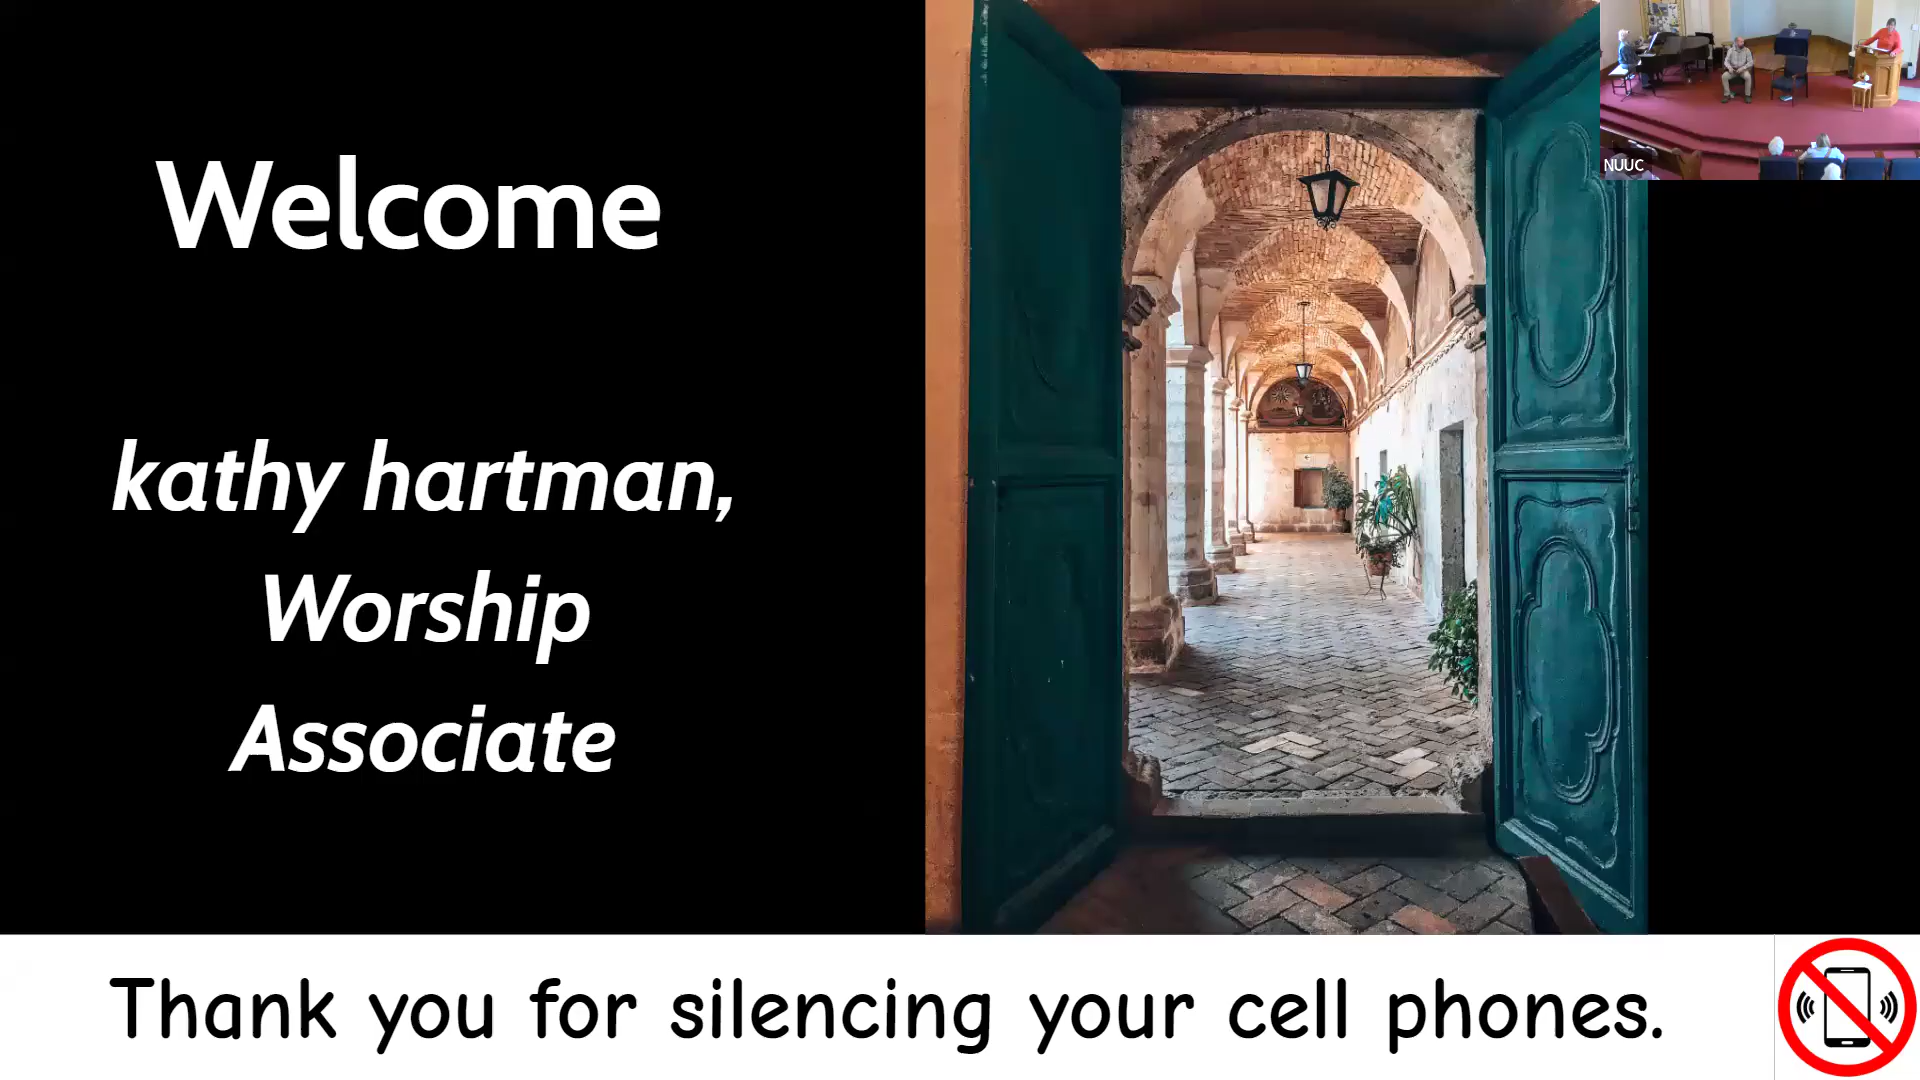 Welcome
kathy hartman,
Worship
Associate
NUUC
Thank you for silencing your cell phones.